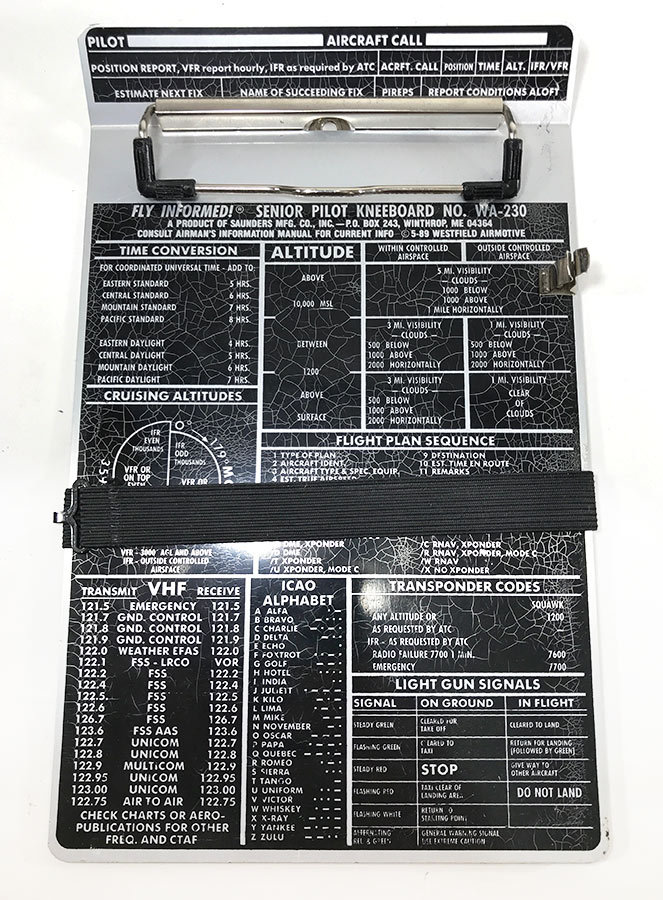 PILOT AIRCRAFT CALL
POSITION REPORT, VFR report hourly, IFR as required by ATC ACRFT. CALL POSITION TIME ALT. IFR/VFR
ESTIMATE NEXT FIX NAME OF SUCCEEDING FIX PIREPS REPORT CONDITIONS ALOFT
FLY INFORMED!® SENIOR PILOT KNEEBOARD NO. WA-230
A PRODUCT OF SAUNDERS MFG. CO., INC.—P.O. BOX 243, WINTHROP, ME 04364
CONSULT AIRMAN'S INFORMATION MANUAL FOR CURRENT INFO © 5-89 WESTFIELD AIRMOTIVE
TIME CONVERSION
FOR COORDINATED UNIVERSAL TIME - ADD TO:
EASTERN STANDARD 5 HRS.
CENTRAL STANDARD 6 HRS.
MOUNTAIN STANDARD 7 HRS.
PACIFIC STANDARD 8 HRS.
EASTERN DAYLIGHT 4 HRS.
CENTRAL DAYLIGHT 5 HRS.
MOUNTAIN DAYLIGHT 6 HRS.
PACIFIC DAYLIGHT 7 HRS.
ALTITUDE
WITHIN CONTROLLED
AIRSPACE
OUTSIDE CONTROLLED
AIRSPACE
ABOVE
10,000 MSL
5 MI. VISIBILITY
— CLOUDS —
1000 BELOW
1000 ABOVE
1 MILE HORIZONTALLY
BETWEEN
1200
3 MI. VISIBILITY
— CLOUDS —
500 BELOW
1000 ABOVE
2000 HORIZONTALLY
1 MI. VISIBILITY
— CLOUDS —
500 BELOW
1000 ABOVE
2000 HORIZONTALLY
ABOVE
SURFACE
3 MI. VISIBILITY
— CLOUDS —
500 BELOW
1000 ABOVE
2000 HORIZONTALLY
1 MI. VISIBILITY
CLEAR
OF
CLOUDS
CRUISING ALTITUDES
0°
179°
IFR
EVEN
THOUSANDS
IFR
ODD
THOUSANDS
VFR OR
ON TOP
EVEN
VFR OR
VFR - 3000' AGL AND ABOVE
IFR - OUTSIDE CONTROLLED
AIRSPACE
FLIGHT PLAN SEQUENCE
1 TYPE OF PLAN 9 DESTINATION
2 AIRCRAFT IDENT. 10 EST. TIME EN ROUTE
3 AIRCRAFT TYPE & SPEC. EQUIP. 11 REMARKS
4 EST. TRUE AIRSPEED
DME, XPONDER /C RNAV, XPONDER
/D DME /R RNAV, XPONDER, MODE C
/T XPONDER /W RNAV
/U XPONDER, MODE C /X NO XPONDER
TRANSMIT VHF RECEIVE
121.5 EMERGENCY 121.5
121.7 GND. CONTROL 121.7
121.8 GND. CONTROL 121.8
121.9 GND. CONTROL 121.9
122.0 WEATHER EFAS 122.0
122.1 FSS - LRCO VOR
122.2 FSS 122.2
122.4 FSS 122.4
122.5 FSS 122.5
122.6 FSS 122.6
126.7 FSS 126.7
123.6 FSS AAS 123.6
122.7 UNICOM 122.7
122.8 UNICOM 122.8
122.9 MULTICOM 122.9
122.95 UNICOM 122.95
123.00 UNICOM 123.00
122.75 AIR TO AIR 122.75
CHECK CHARTS OR AERO-
PUBLICATIONS FOR OTHER
FREQ. AND CTAF
ICAO
ALPHABET
A ALFA
B BRAVO
C CHARLIE
D DELTA
E ECHO
F FOXTROT
G GOLF
H HOTEL
I INDIA
J JULIETT
K KILO
L LIMA
M MIKE
N NOVEMBER
O OSCAR
P PAPA
Q QUEBEC
R ROMEO
S SIERRA
T TANGO
U UNIFORM
V VICTOR
W WHISKEY
X X-RAY
Y YANKEE
Z ZULU
TRANSPONDER CODES
SQUAWK
ANY ALTITUDE OR 1200
AS REQUESTED BY ATC
IFR - AS REQUESTED BY ATC
RADIO FAILURE 7700 1 MIN. 7600
EMERGENCY 7700
LIGHT GUN SIGNALS
SIGNAL ON GROUND IN FLIGHT
STEADY GREEN
CLEARED FOR
TAKE OFF
CLEARED TO LAND
FLASHING GREEN
CLEARED TO
TAXI
RETURN FOR LANDING
(FOLLOWED BY GREEN)
STEADY RED
STOP
GIVE WAY TO
OTHER AIRCRAFT
FLASHING RED
TAXI CLEAR OF
LANDING AREA
DO NOT LAND
FLASHING WHITE
RETURN TO
STARTING POINT
ALTERNATING
RED & GREEN
GENERAL WARNING SIGNAL
USE EXTREME CAUTION